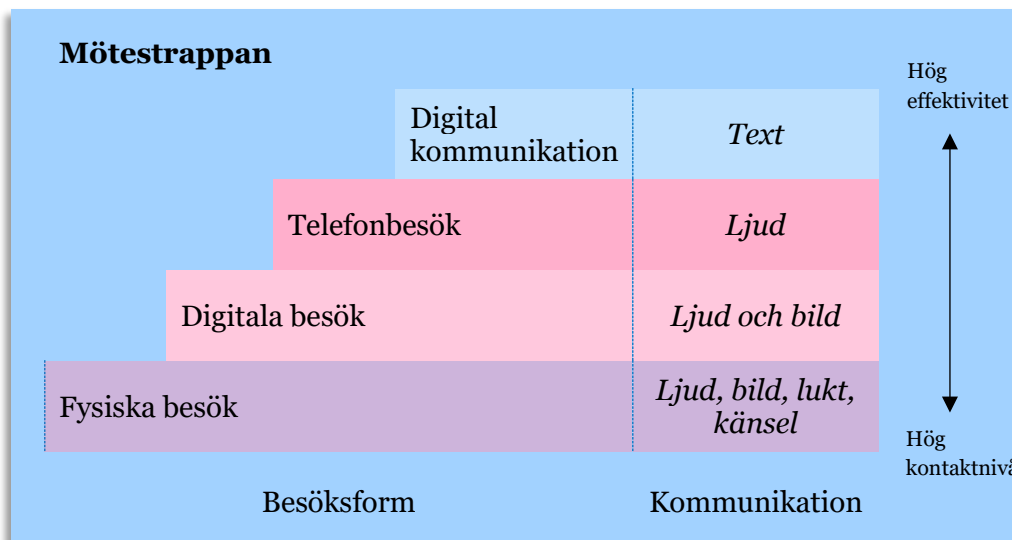 Mötestrappan
Hög
effektivitet
Digital
kommunikation
Text
Telefonbesök
Ljud
Digitala besök
Ljud och bild
Fysiska besök
Ljud, bild, lukt,
känsel
Hög
kontaktnivå
Besöksform
Kommunikation